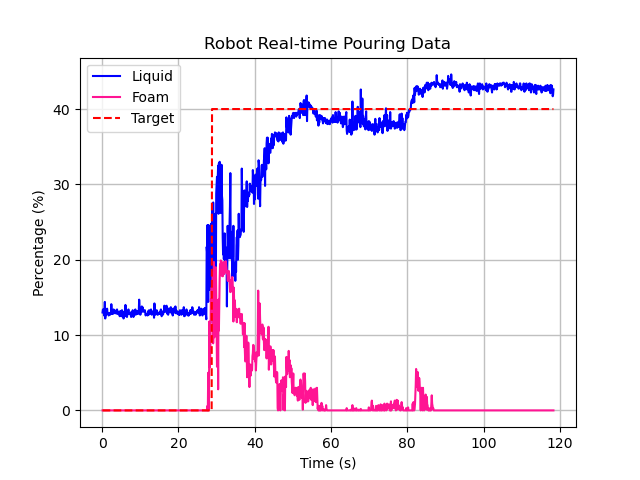 Robot Real-time Pouring Data
Liquid
Foam
Target
Percentage (%)
40
30
20
10
0
0 20 40 60 80 100 120
Time (s)